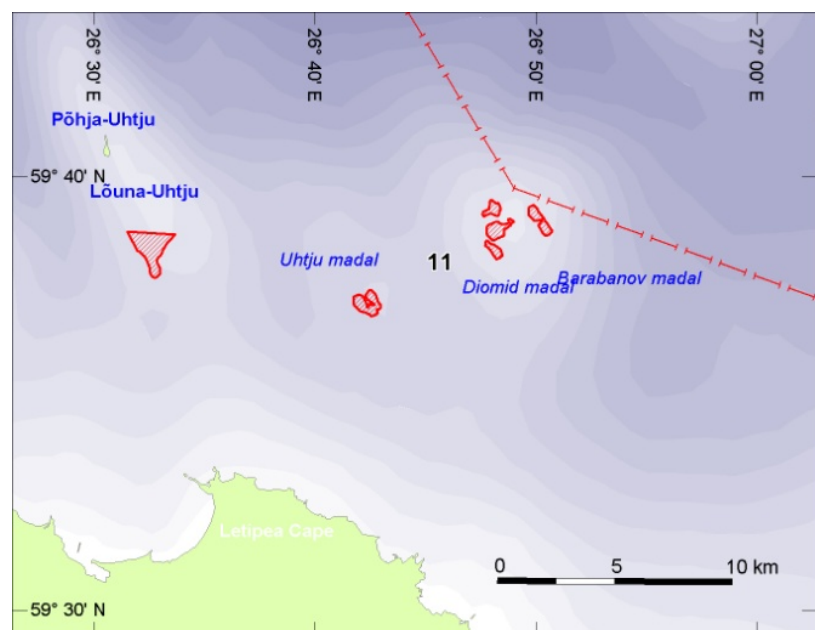 26° 30' E
26° 40' E
26° 50' E
27° 00' E
Põhja-Uhtju
59° 40' N
Lõuna-Uhtju
Uhtju madal
11
Diomid madal
Barabanov madal
Letipea Cape
0 5 10 km
59° 30' N